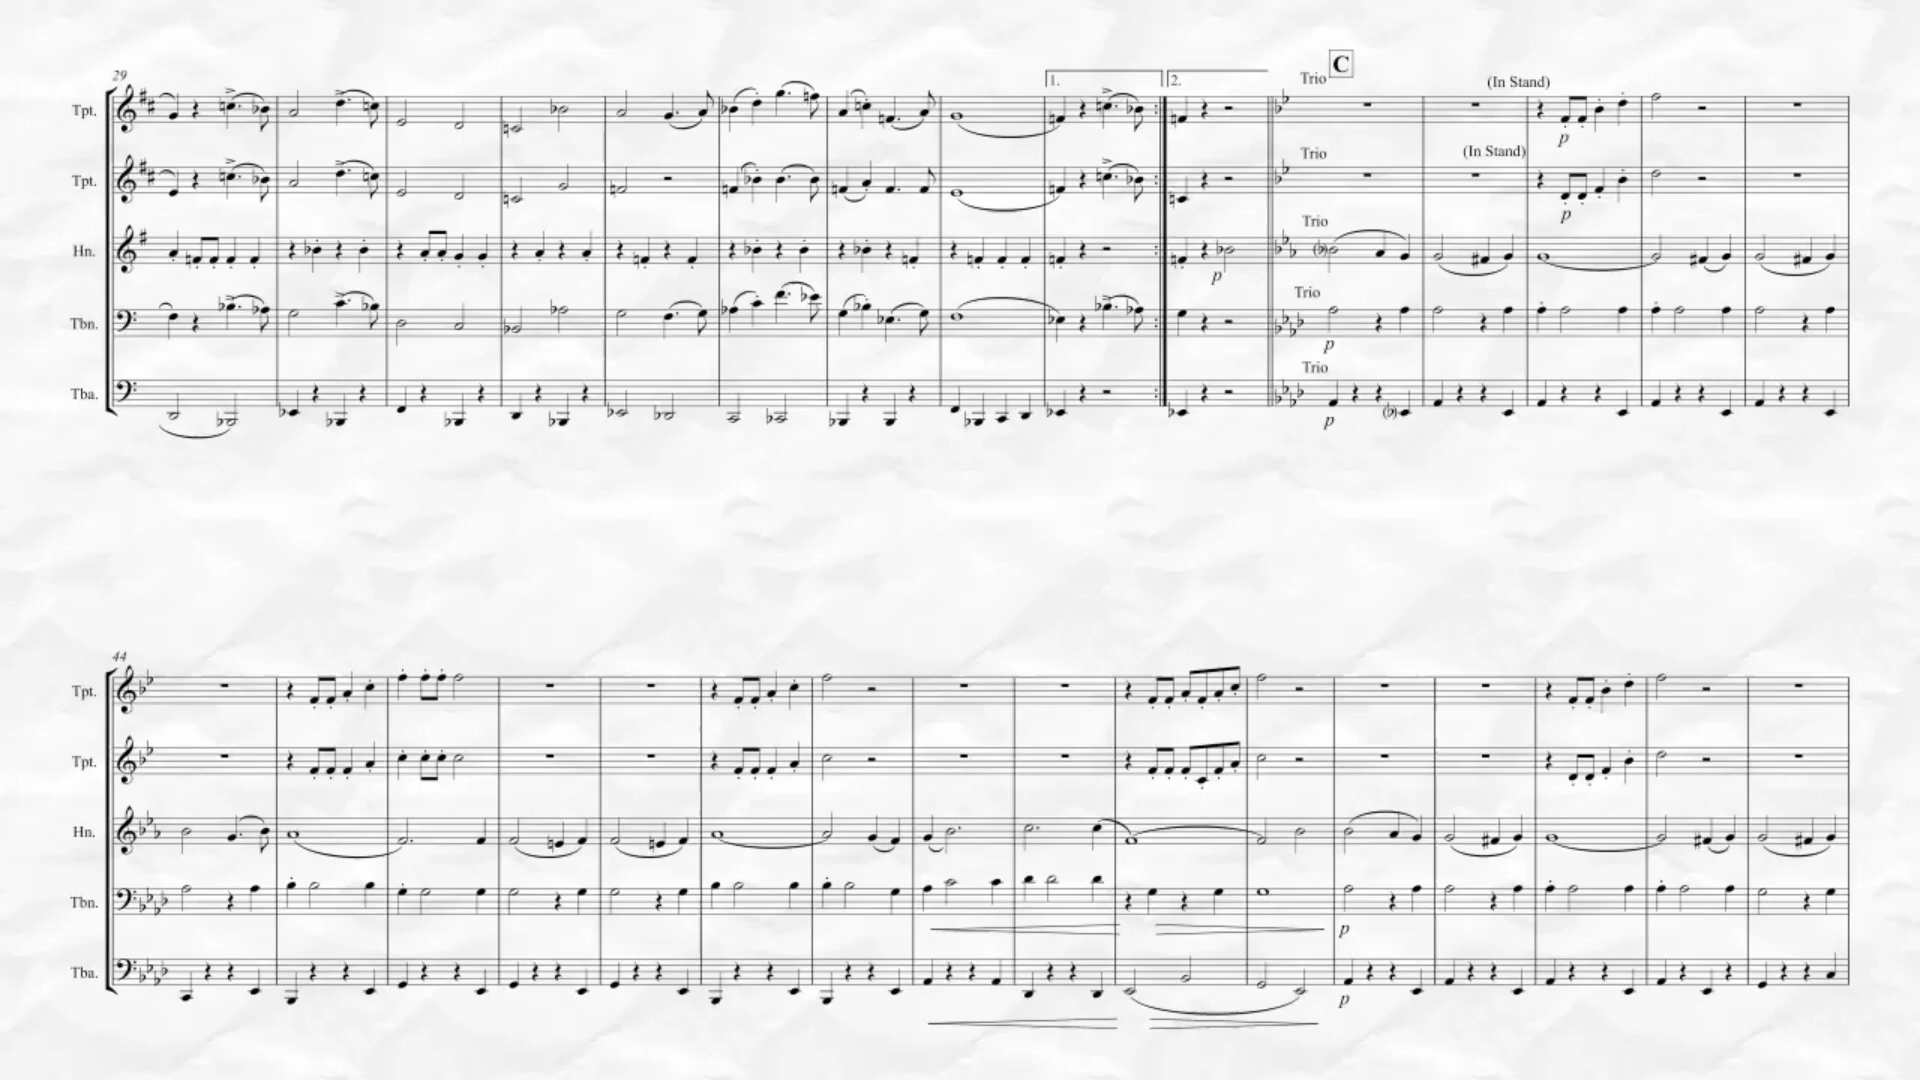 29
1.
2.
Trio C
(In Stand)
Tpt.
p
Trio
(In Stand)
Tpt.
p
Trio
Hn.
p
Trio
Tbn.
p
Trio
Tba.
p
44
Tpt.
Tpt.
Hn.
Tbn.
p
Tba.
p